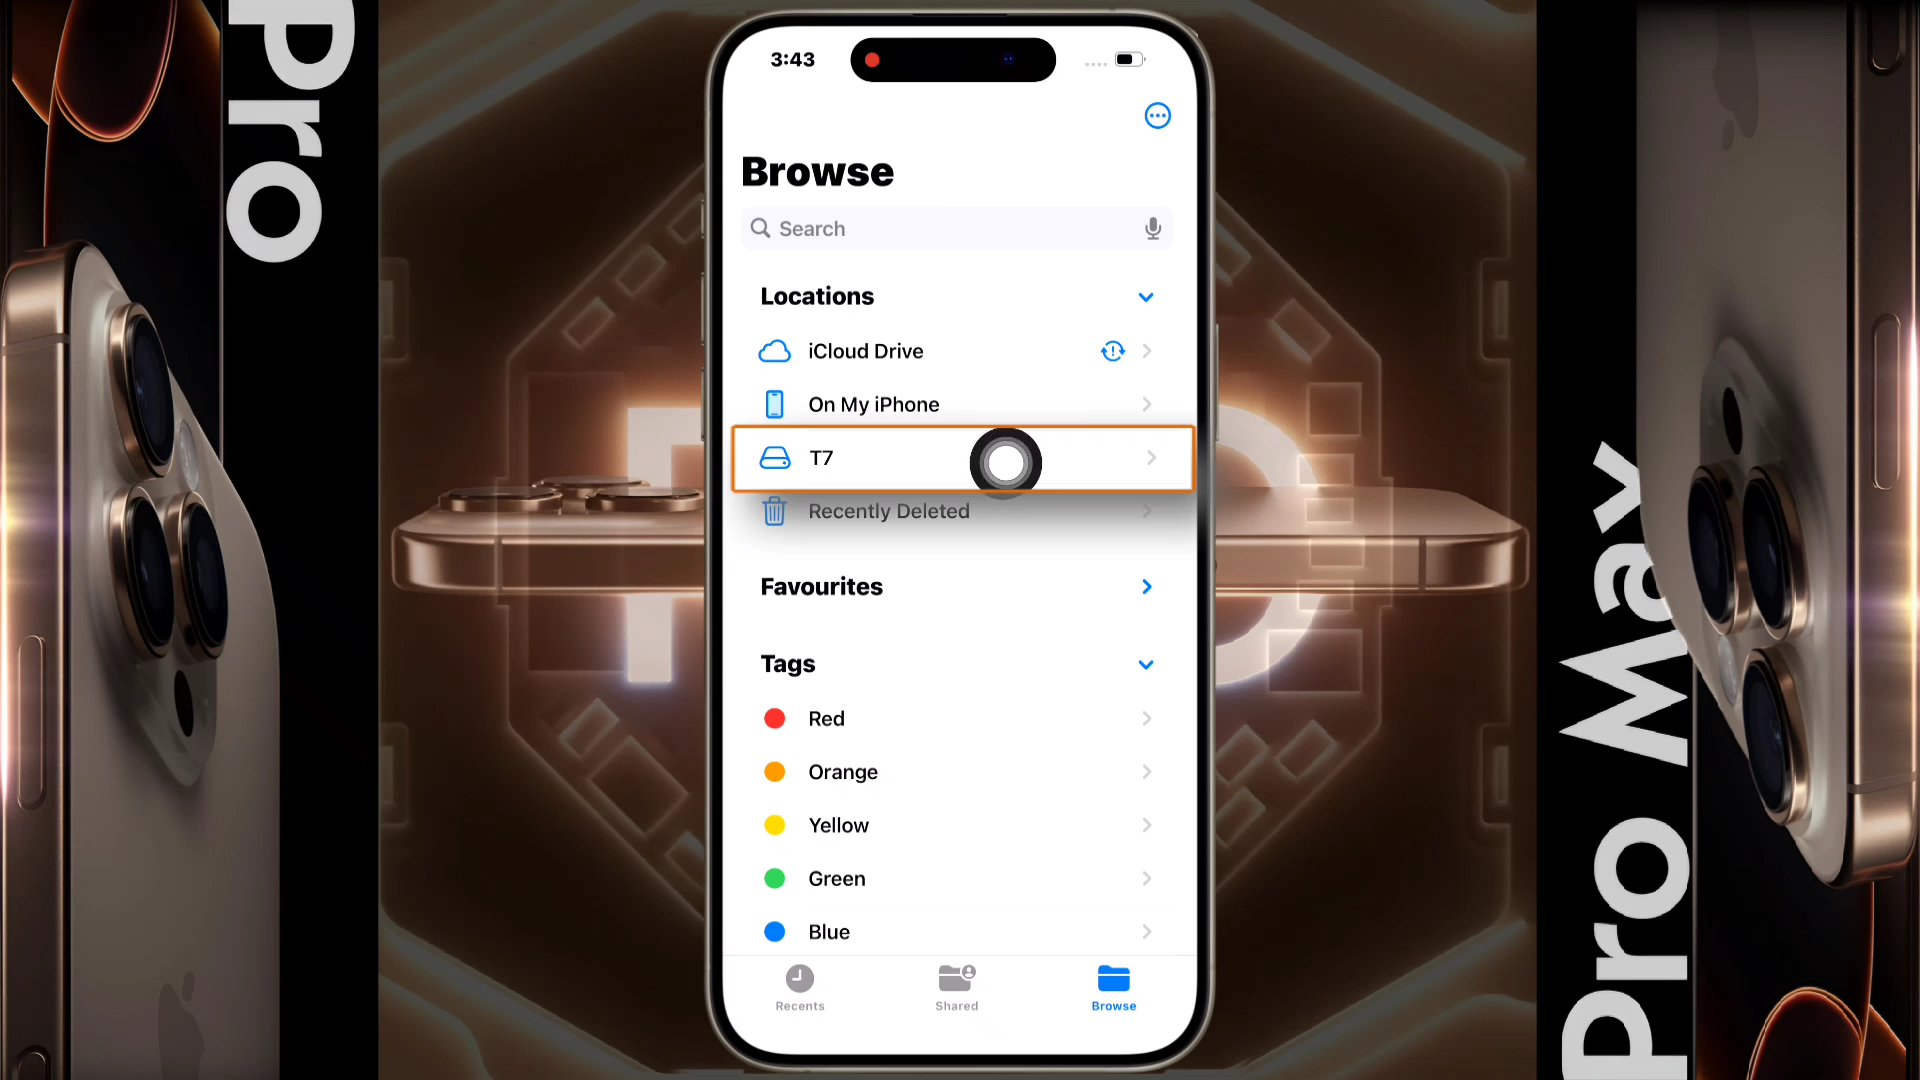 Pro
3:43
Browse
Search
Locations
iCloud Drive
On My iPhone
T7
Recently Deleted
Favourites
Tags
Red
Orange
Yellow
Green
Blue
Recents
Shared
Browse
Pro Max